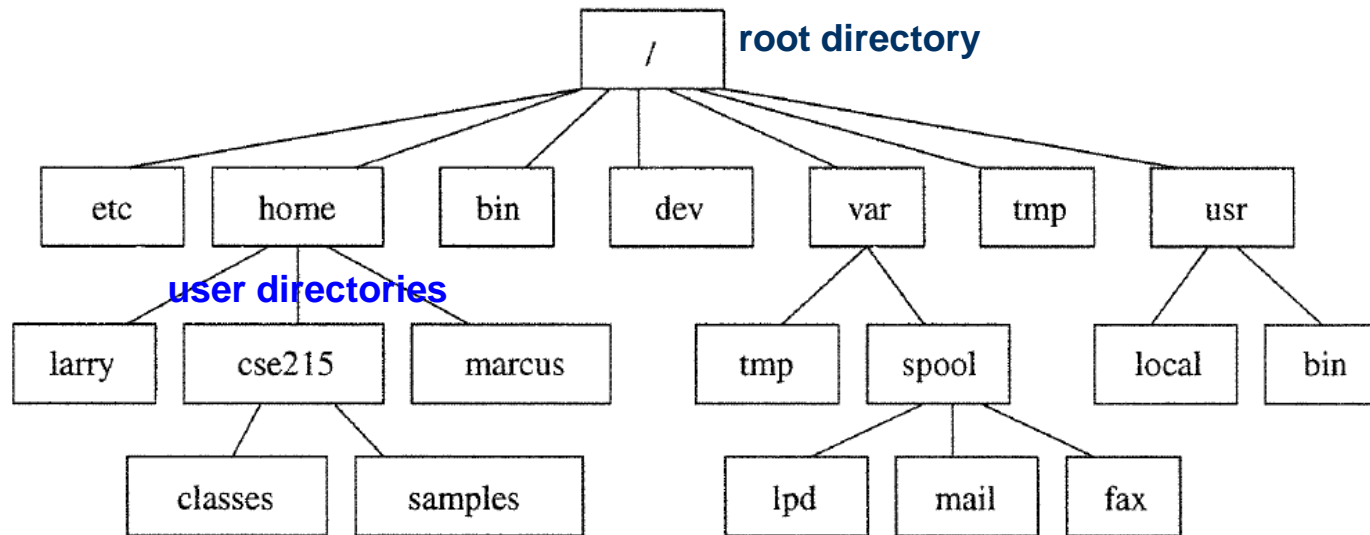 / root directory
etc home bin dev var tmp usr
user directories
larry cse215 marcus tmp spool local bin
classes samples lpd mail fax